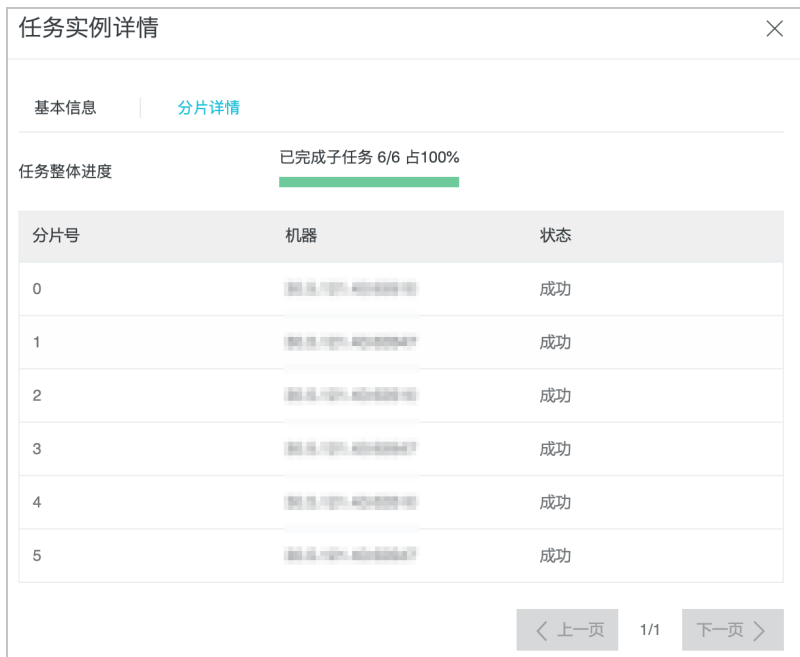 任务实例详情
基本信息 分片详情
任务整体进度 已完成子任务 6/6 占100%
分片号 机器 状态
0 成功
1 成功
2 成功
3 成功
4 成功
5 成功
上一页 1/1 下一页